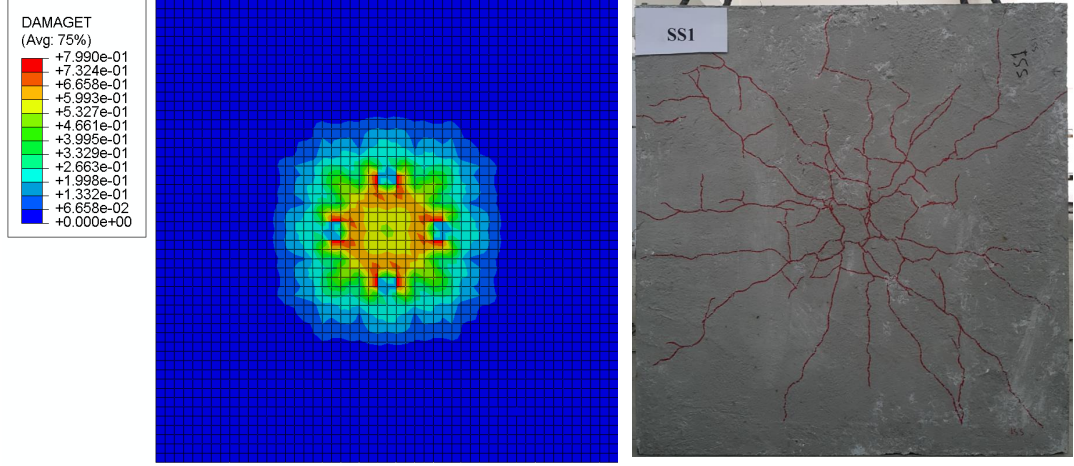 DAMAGET
(Avg: 75%)
+7.990e-01
+7.324e-01
+6.658e-01
+5.993e-01
+5.327e-01
+4.661e-01
+3.995e-01
+3.329e-01
+2.663e-01
+1.998e-01
+1.332e-01
+6.658e-02
+0.000e+00
SS1
SS1